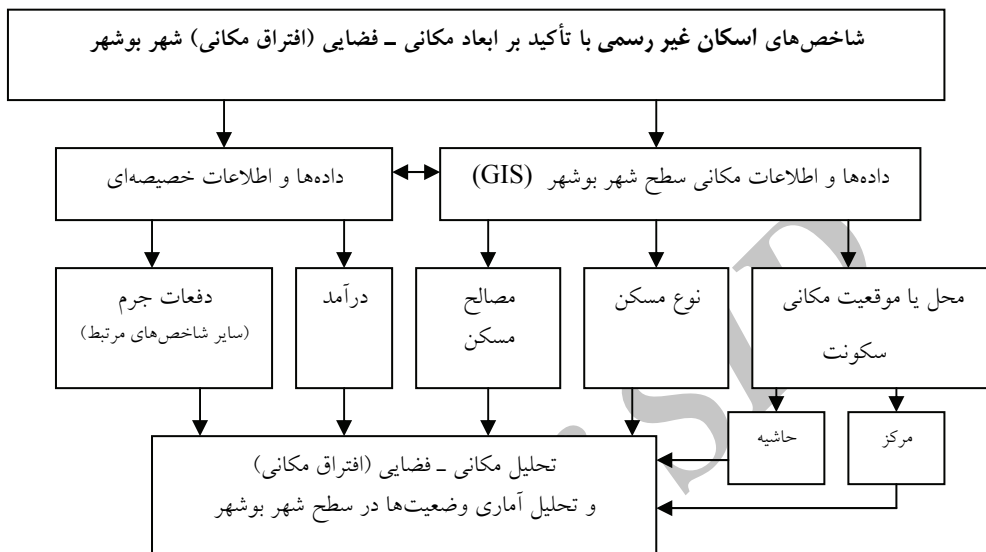 شاخص‌های اسکان غیر رسمی با تأکید بر ابعاد مکانی ـ فضایی (افتراق مکانی) شهر بوشهر
داده‌ها و اطلاعات مکانی سطح شهر بوشهر (GIS)
داده‌ها و اطلاعات خصیصه‌ای
محل یا موقعیت مکانی
سکونت
نوع مسکن
مصالح
مسکن
درآمد
دفعات جرم
(سایر شاخص‌های مرتبط)
مرکز
حاشیه
تحلیل مکانی ـ فضایی (افتراق مکانی)
و تحلیل آماری وضعیت‌ها در سطح شهر بوشهر